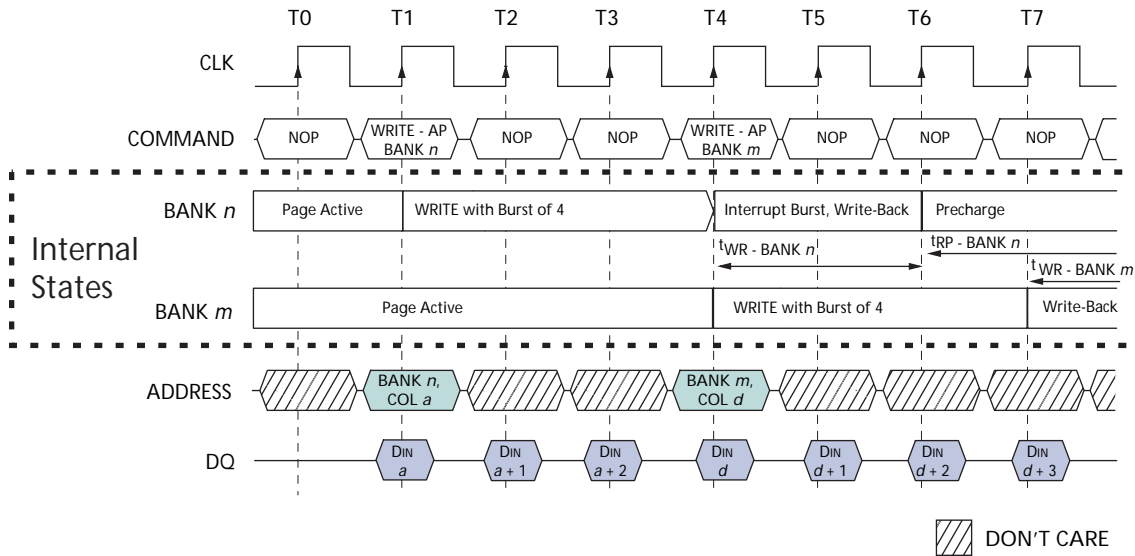 T0 T1 T2 T3 T4 T5 T6 T7
CLK
COMMAND NOP WRITE - AP NOP NOP WRITE - AP NOP NOP NOP
BANK n BANK m
BANK n Page Active WRITE with Burst of 4 Interrupt Burst, Write-Back Precharge
Internal
States
tWR - BANK n tRP - BANK n
tWR - BANK m
BANK m Page Active WRITE with Burst of 4 Write-Back
ADDRESS BANK n, BANK m,
COL a COL d
DQ DIN DIN DIN DIN DIN DIN DIN
a a + 1 a + 2 d d + 1 d + 2 d + 3
DON'T CARE